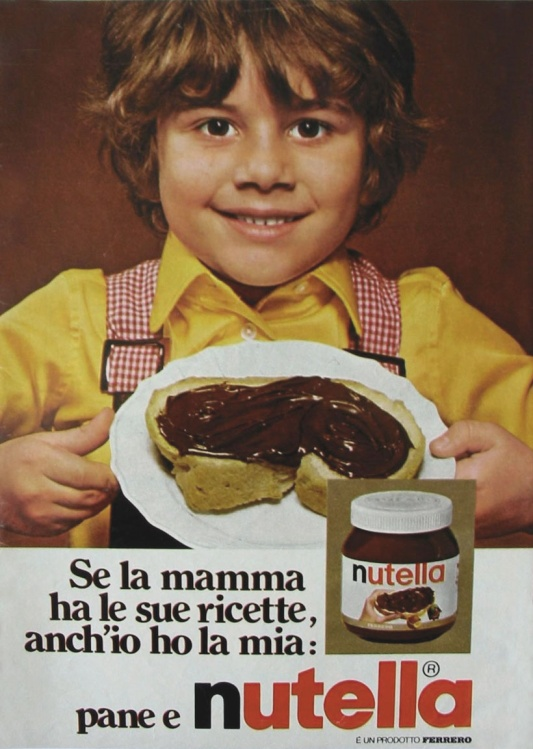 nutella
Se la mamma
ha le sue ricette,
anch'io ho la mia:
pane e nutella®
È UN PRODOTTO FERRERO